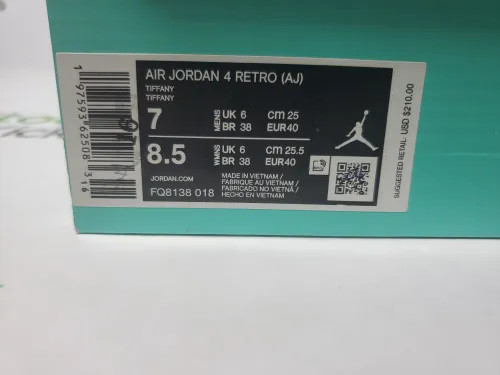 AIR JORDAN 4 RETRO (AJ)
TIFFANY
TIFFANY
7 MENS UK 6 CM 25
BR 38 EUR40
8.5 WMNS UK 6 CM 25.5
BR 38 EUR40
JORDAN.COM
FQ8138 018
MADE IN VIETNAM /
FABRIQUE AU VIETNAM /
FABRICADO NO VIETNÃ /
HECHO EN VIETNAM
SUGGESTED RETAIL: USD $210.00